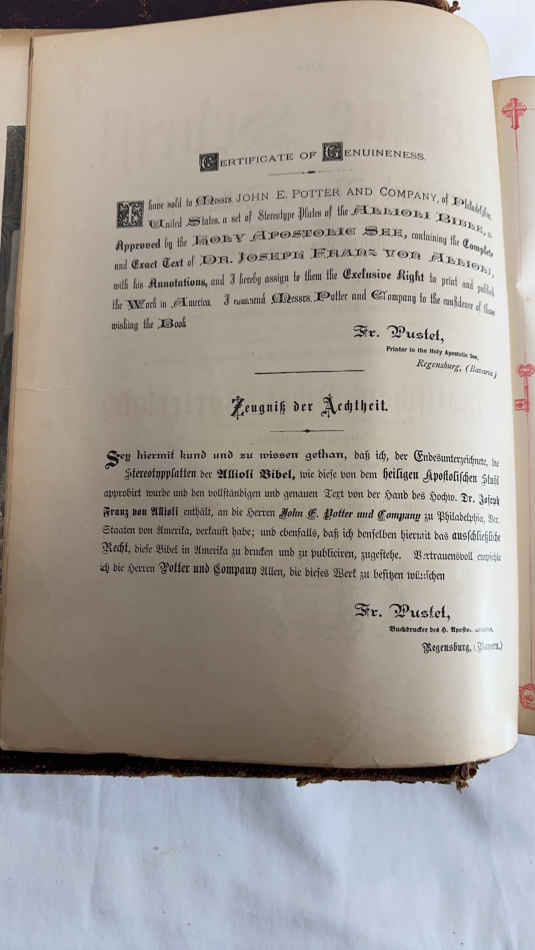 CERTIFICATE OF GENUINENESS.
I have sold to Messrs. JOHN E. POTTER AND COMPANY, of Philadelphia,
United States, a set of Stereotype Plates of the ALLIOLI BIBLE, as
Approved by the HOLY APOSTOLIC SEE, containing the Complete
and Exact Text of DR. JOSEPH FRANZ VON ALLIOLI,
with his Annotations, and I hereby assign to them the Exclusive Right to print and publish
the Work in America. I commend Messrs. Potter and Company to the confidence of those
wishing the Book
Fr. Pustet,
Printer to the Holy Apostolic See,
Regensburg, (Bavaria)
Zeugniß der Aechtheit.
Sey hiermit kund und zu wissen gethan, daß ich, der Endesunterzeichnete, die
Stereotypplatten der Allioli Bibel, wie diese von dem heiligen Apostolischen Stuhl
approbirt wurde und den vollständigen und genauen Text von der Hand des Hochw. Dr. Joseph
Franz von Allioli enthält, an die Herren John E. Potter und Company zu Philadelphia, Ver.
Staaten von Amerika, verkauft habe; und ebenfalls, daß ich denselben hiermit das ausschließliche
Recht, diese Bibel in Amerika zu drucken und zu publiciren, zugestehe. Vertrauensvoll empfehle
ich die Herren Potter und Company Allen, die dieses Werk zu besitzen wünschen
Fr. Pustet,
Buchdrucker des H. Apostol.
Regensburg, (Bayern.)